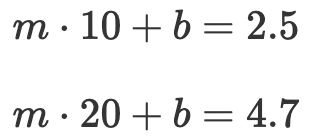 m · 10 + b = 2.5
m · 20 + b = 4.7